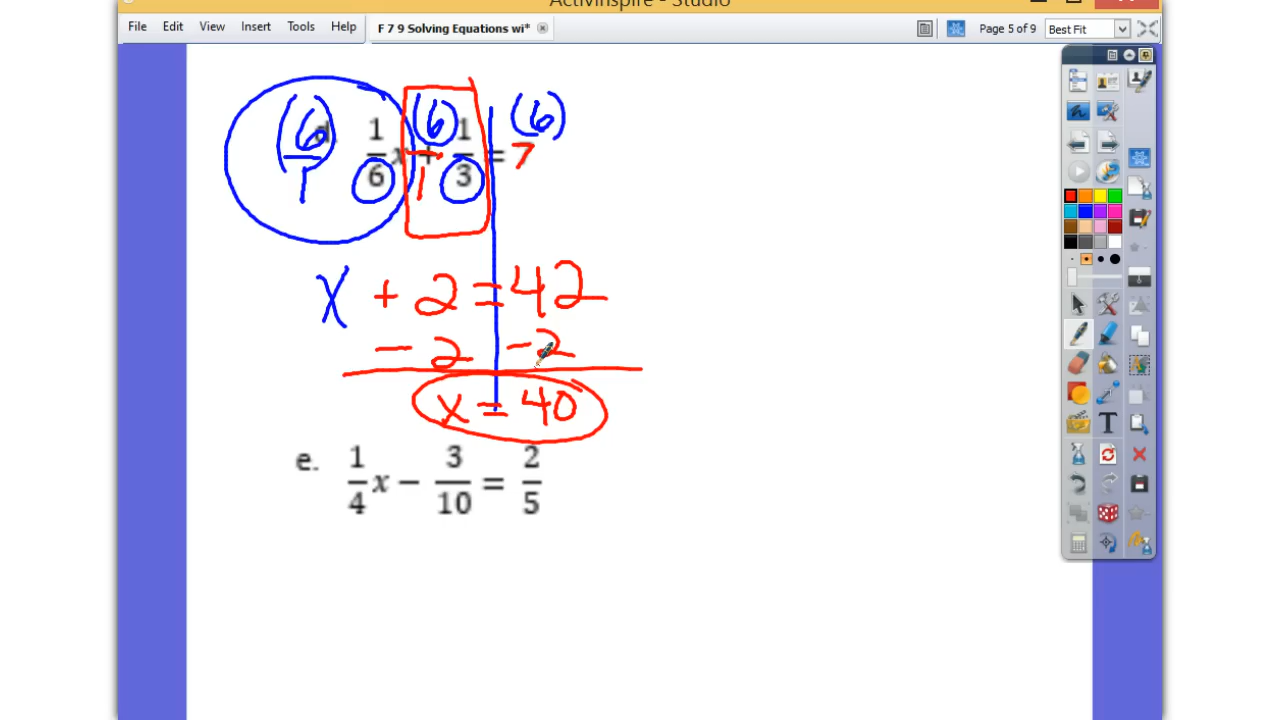 ActivInspire - Studio
File Edit View Insert Tools Help F 7 9 Solving Equations wi* Page 5 of 9 Best Fit
(6/1) d. 1/6 x + (6)/1 1/3 = 7 (6)
x + 2 = 42
- 2 - 2
x = 40
e. 1/4 x − 3/10 = 2/5
T